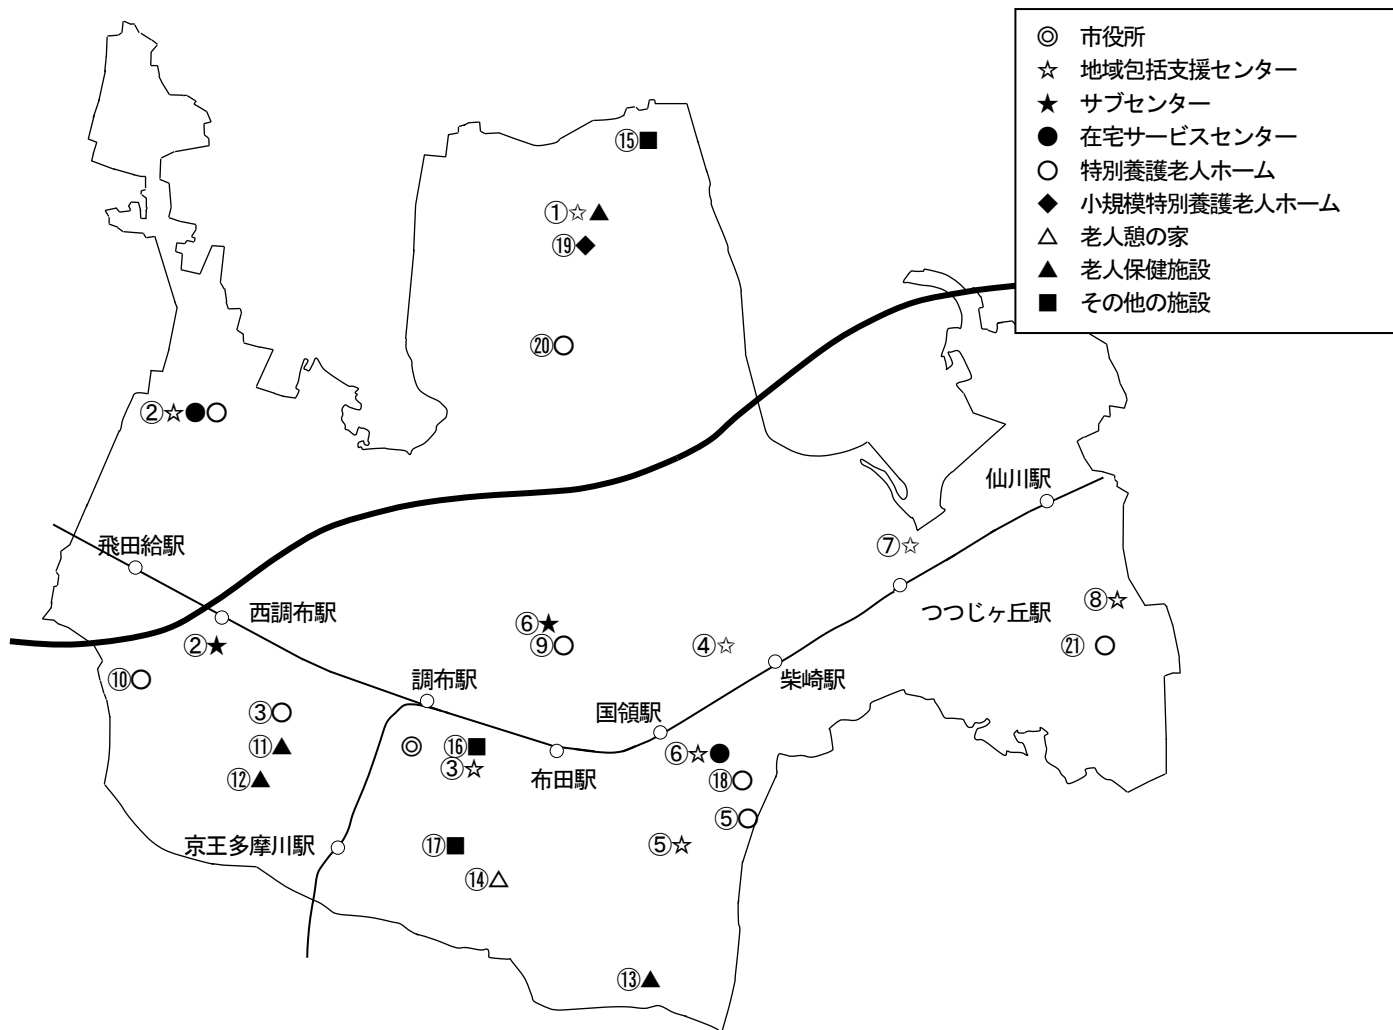 ◎ 市役所
☆ 地域包括支援センター
★ サブセンター
● 在宅サービスセンター
○ 特別養護老人ホーム
◆ 小規模特別養護老人ホーム
△ 老人憩の家
▲ 老人保健施設
■ その他の施設
⑮■
①☆▲
⑲◆
⑳○
②☆●○
仙川駅
飛田給駅
⑦☆
西調布駅
つつじヶ丘駅
⑧☆
⑥★
②★
⑨○
④☆
㉑○
⑩○
調布駅
柴崎駅
③○
国領駅
⑪▲
◎
⑯■
⑥☆●
③☆
布田駅
⑫▲
⑱○
⑤○
京王多摩川駅
⑰■
⑤☆
⑭△
⑬▲